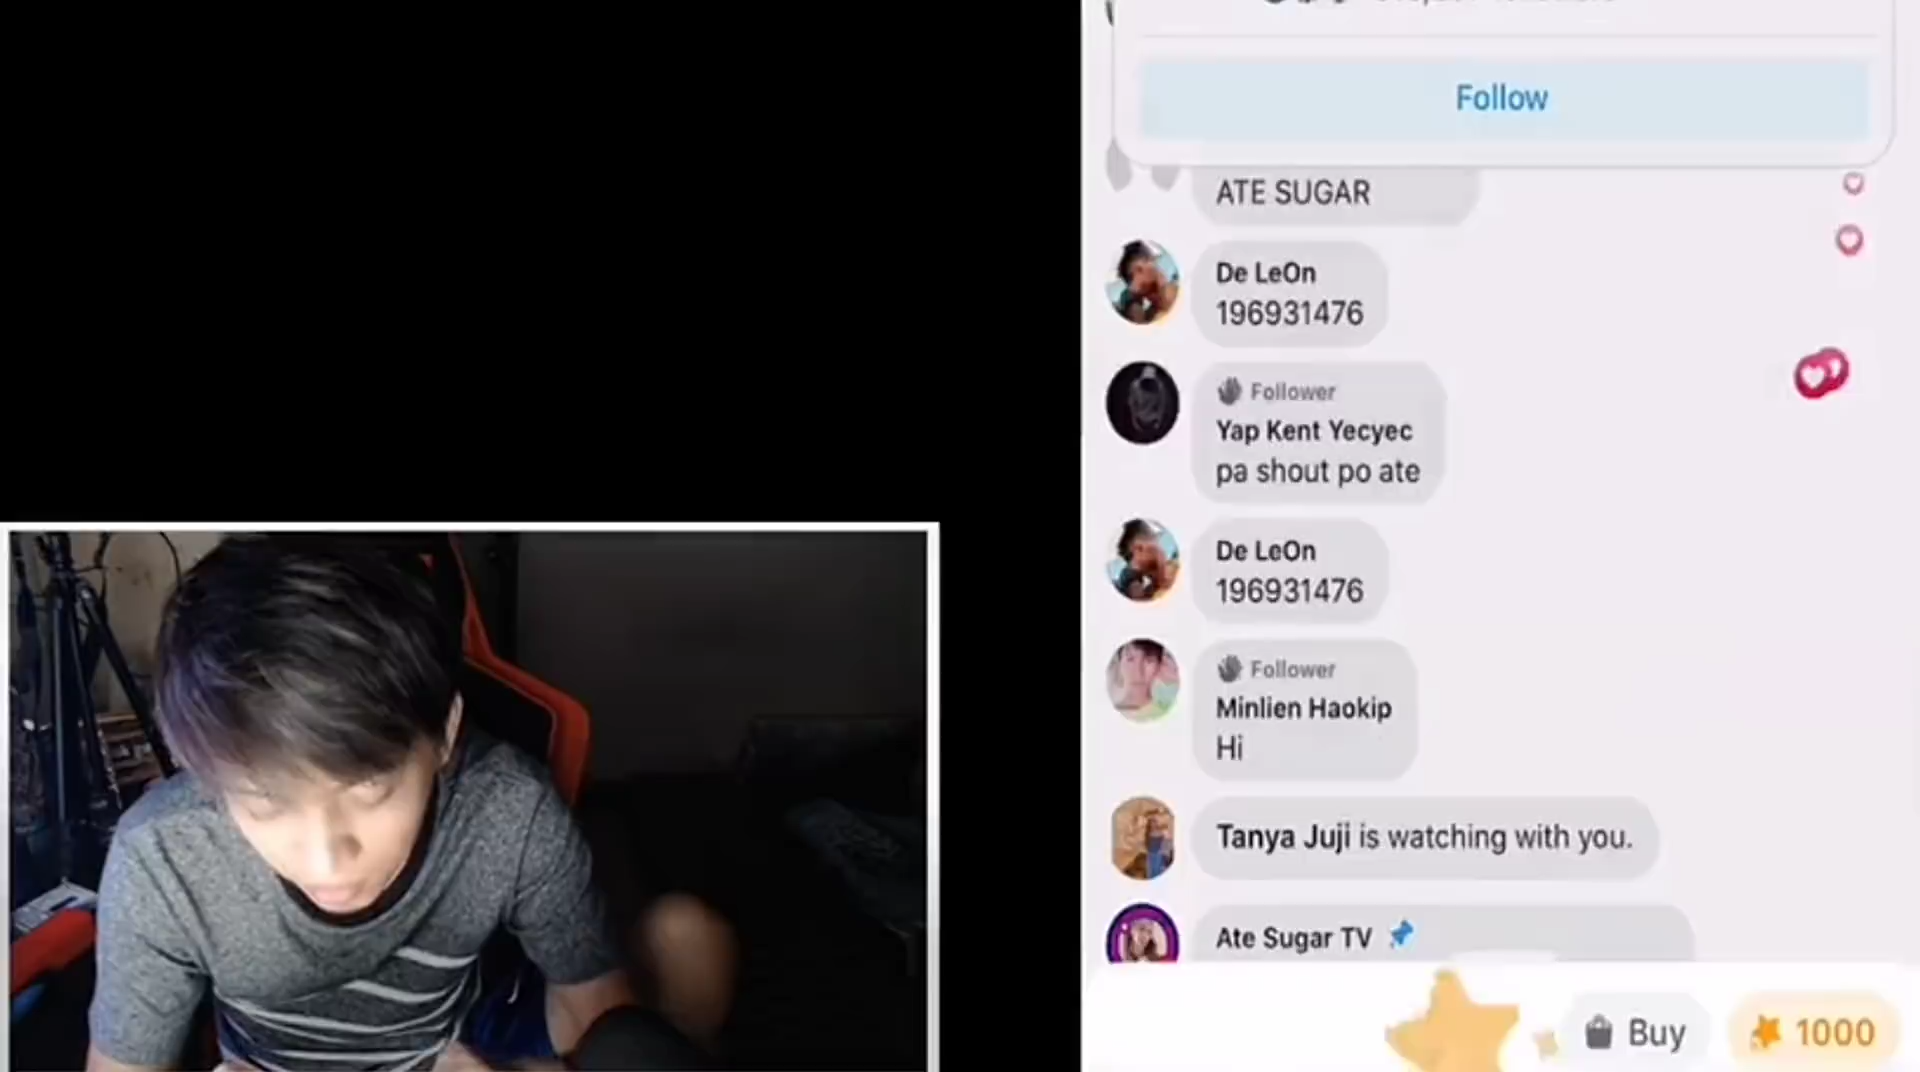 Follow
ATE SUGAR
De LeOn
196931476
Follower
Yap Kent Yecyec
pa shout po ate
De LeOn
196931476
Follower
Minlien Haokip
Hi
Tanya Juji is watching with you.
Ate Sugar TV
Buy
1000